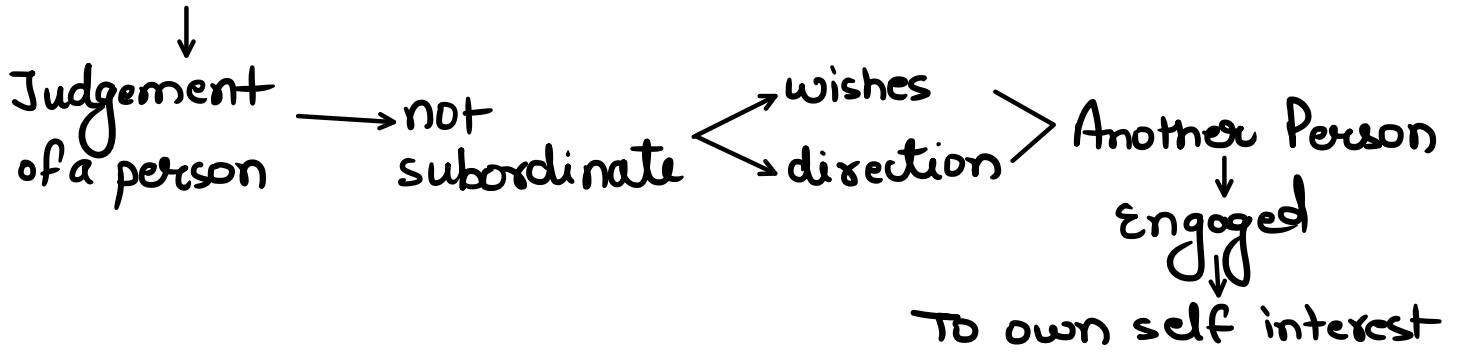 Judgement
of a person
not
subordinate
wishes
direction
Another Person
Engaged
To own self interest